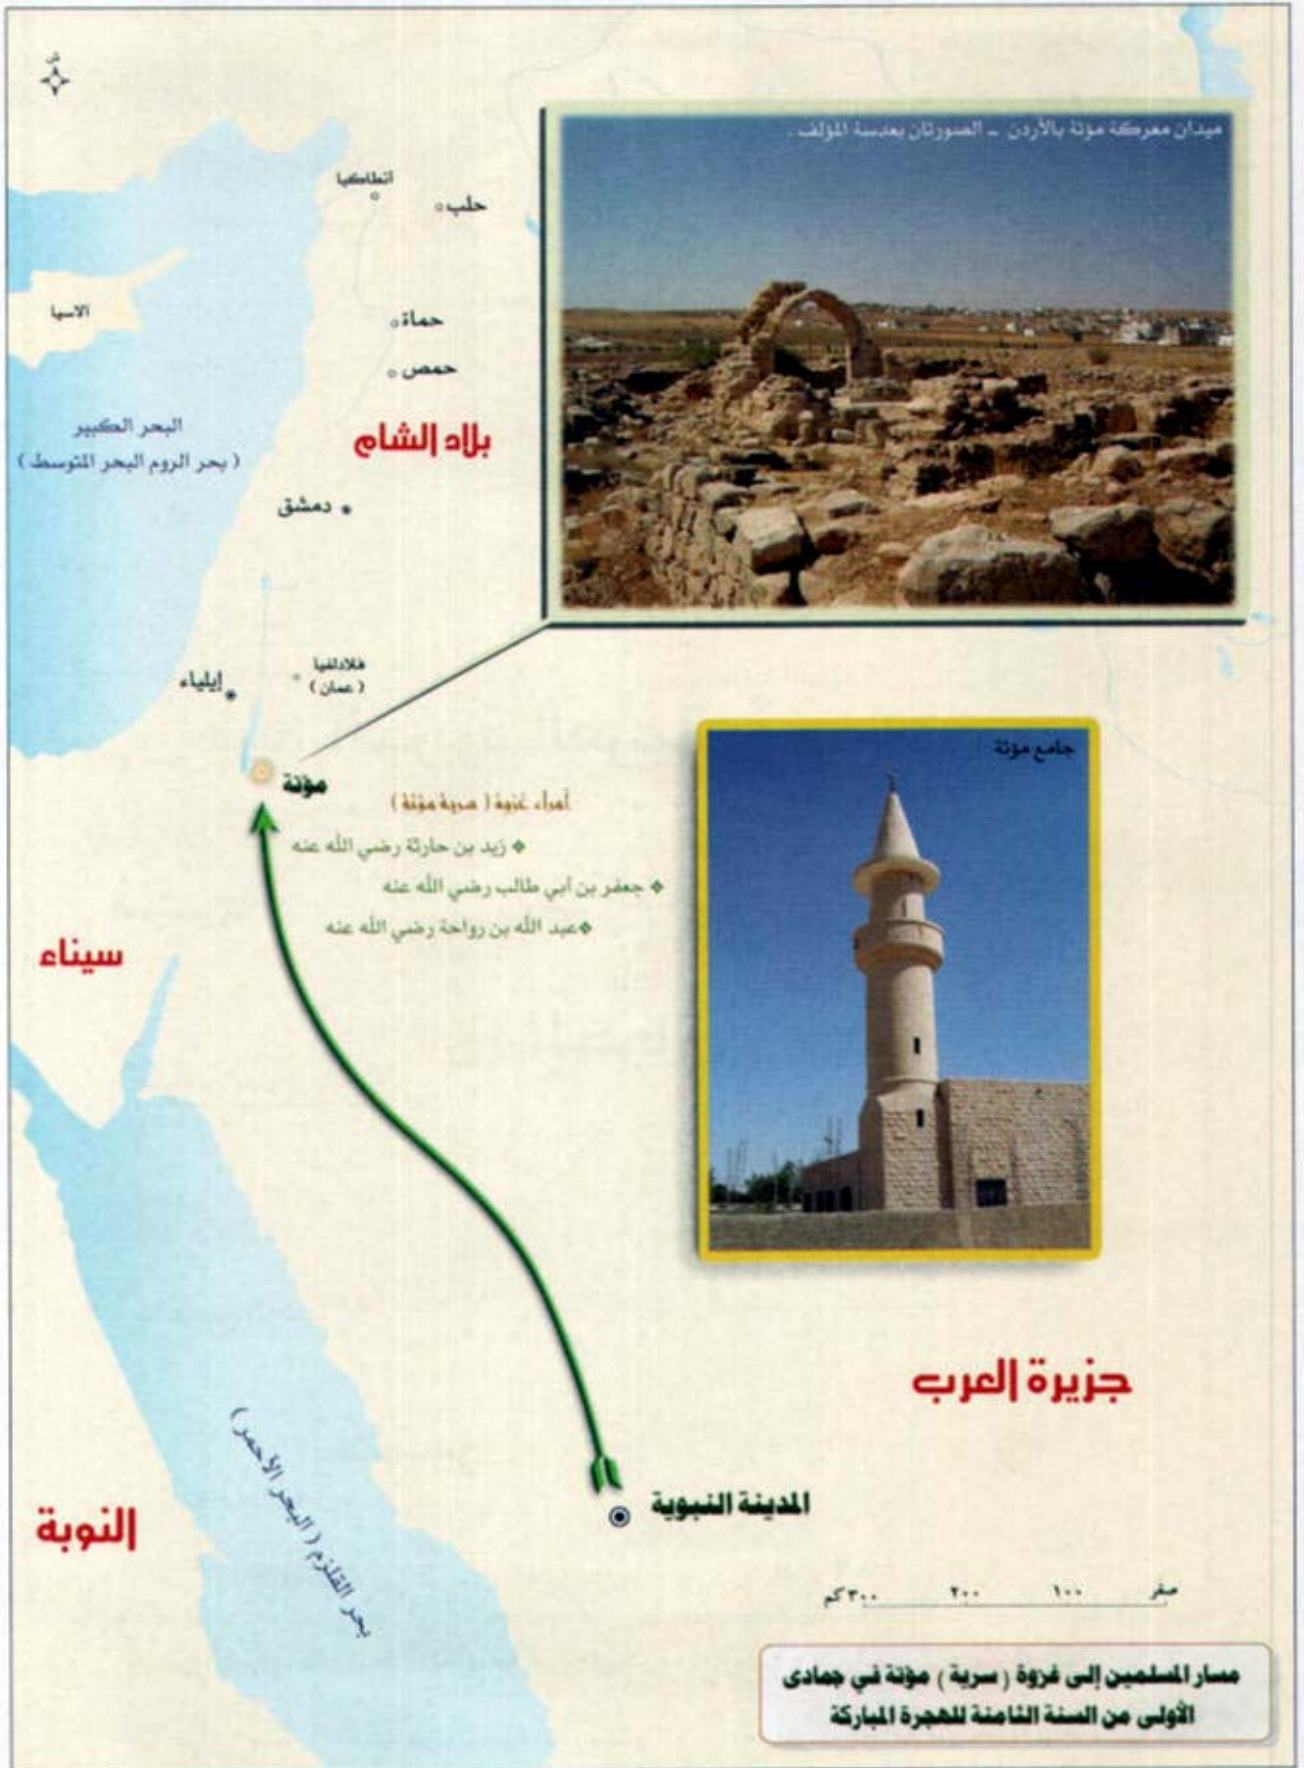 ش
ميدان معركة مؤتة بالأردن - الصورتان بعدسة المؤلف .
انطاكيا
حلب
الاسيا
حماة
حمص
البحر الكبير
( بحر الروم البحر المتوسط )
بلاد الشام
دمشق
فلادلفيا
( عمان )
إيلياء
جامع مؤتة
مؤتة
أمراء غزوة ( سرية مؤتة )
❖ زيد بن حارثة رضي الله عنه
❖ جعفر بن أبي طالب رضي الله عنه
❖ عبد الله بن رواحة رضي الله عنه
سيناء
جزيرة العرب
بحر القلزم ( البحر الأحمر )
المدينة النبوية
النوبة
صفر ١٠٠ ٢٠٠ ٣٠٠ كم
مسار المسلمين إلى غزوة ( سرية ) مؤتة في جمادى
الأولى من السنة الثامنة للهجرة المباركة